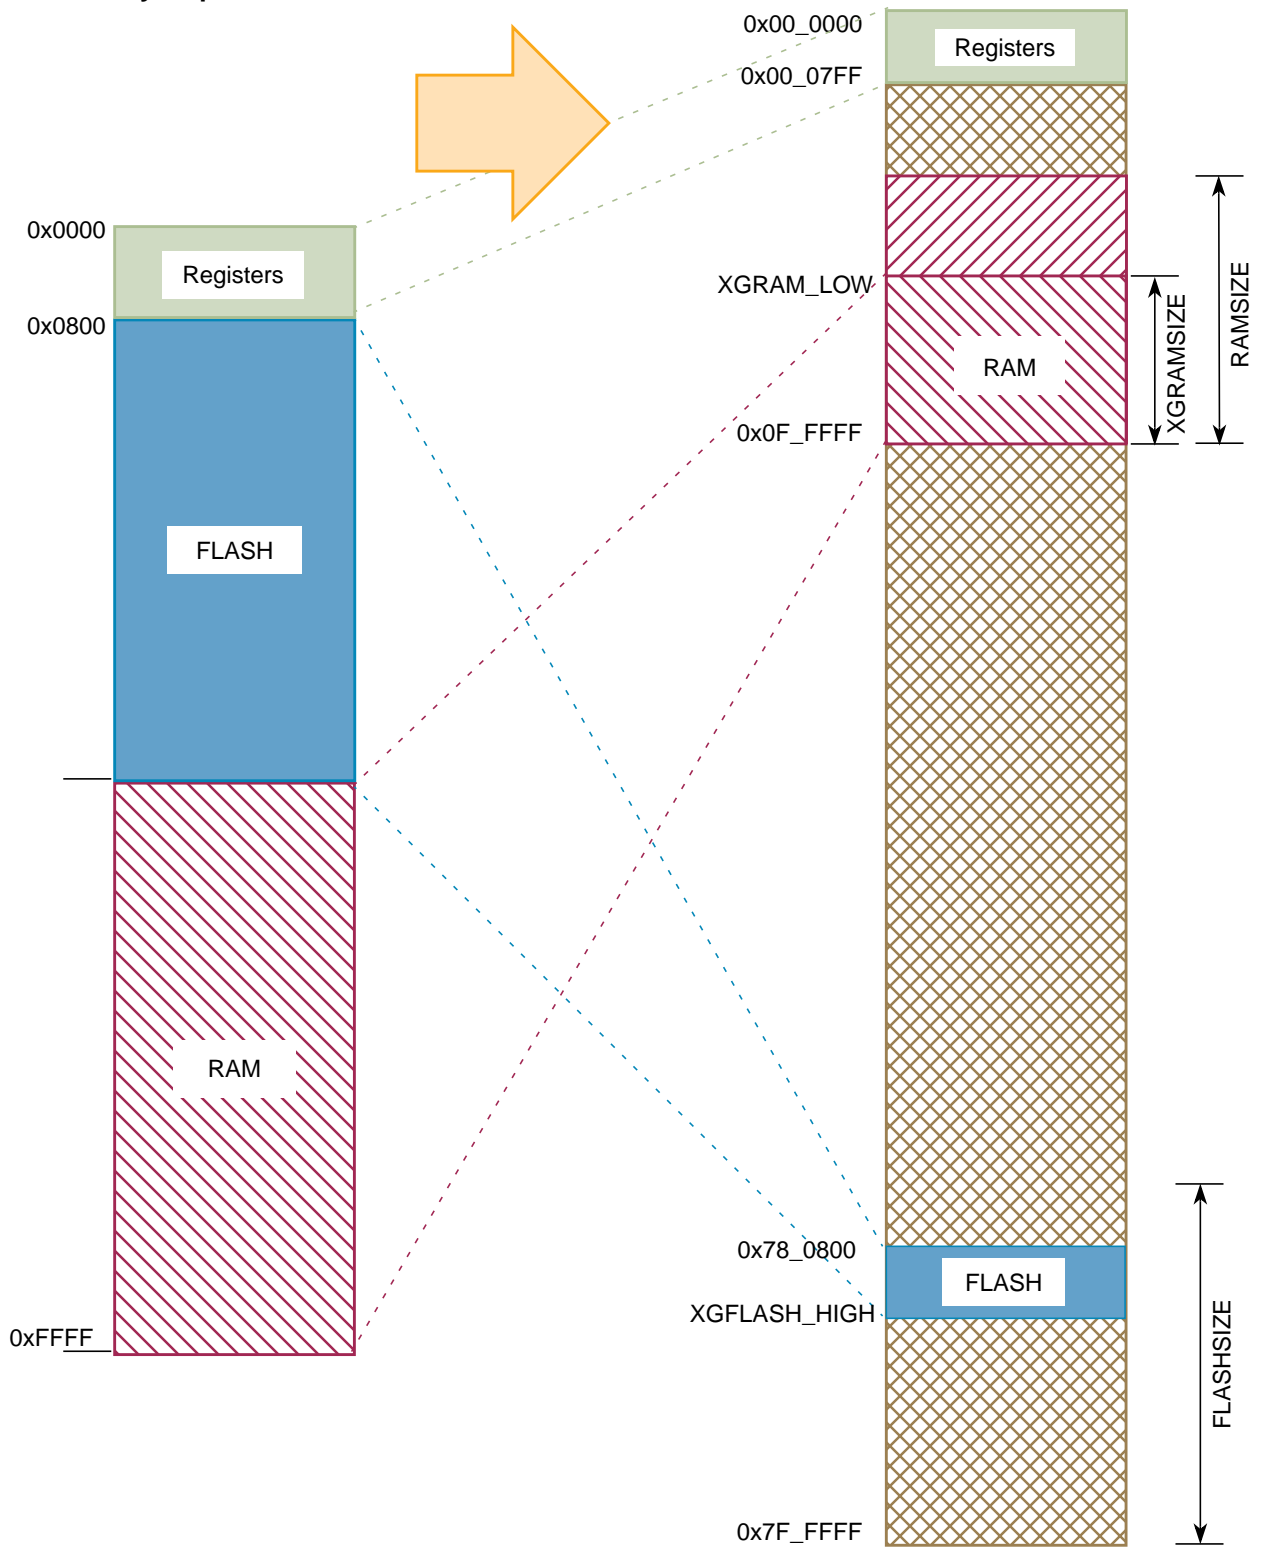 0x00_0000
Registers
0x00_07FF
0x0000
Registers
0x0800
XGRAM_LOW
RAM
XGRAMSIZE
RAMSIZE
0x0F_FFFF
FLASH
RAM
0x78_0800
FLASH
XGFLASH_HIGH
FLASHSIZE
0xFFFF
0x7F_FFFF